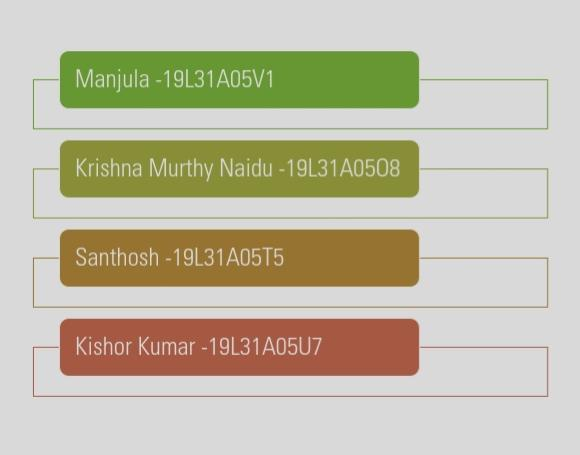 Manjula -19L31A05V1
Krishna Murthy Naidu -19L31A05O8
Santhosh -19L31A05T5
Kishor Kumar -19L31A05U7